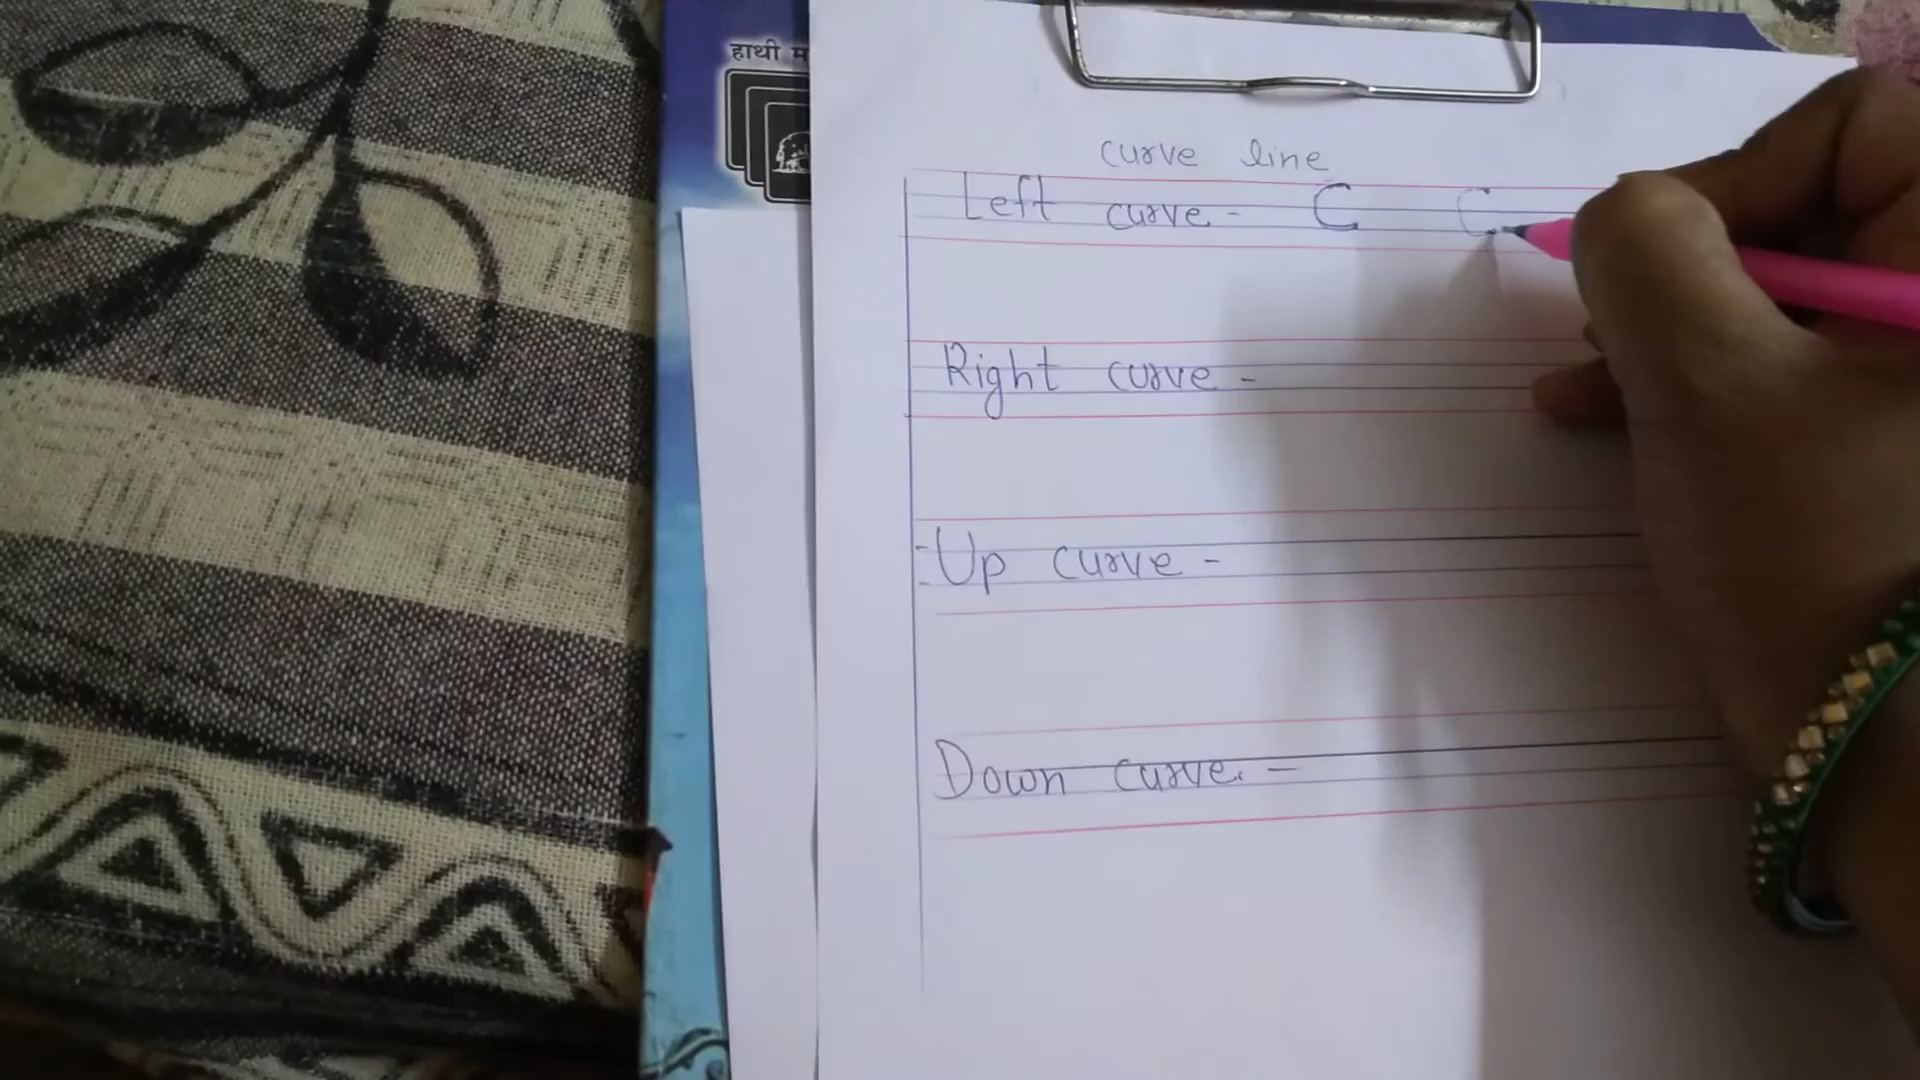 हाथी
curve line
Left curve - C C
Right curve -
Up curve -
Down curve. -